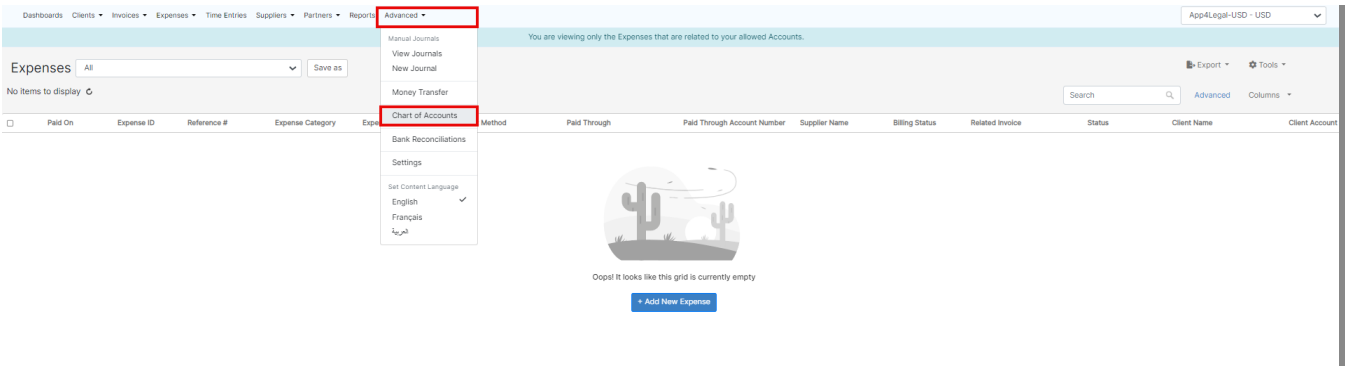 Dashboards Clients Invoices Expenses Time Entries Suppliers Partners Reports Advanced App4Legal-USD - USD
You are viewing only the Expenses that are related to your allowed Accounts.
Manual Journals
View Journals
New Journal
Money Transfer
Chart of Accounts
Bank Reconciliations
Settings
Set Content Language
English
Français
العربية
Expenses All Save as Export Tools
No items to display Search Advanced Columns
Paid On Expense ID Reference # Expense Category Expe Method Paid Through Paid Through Account Number Supplier Name Billing Status Related Invoice Status Client Name Client Account
Oops! It looks like this grid is currently empty
+ Add New Expense